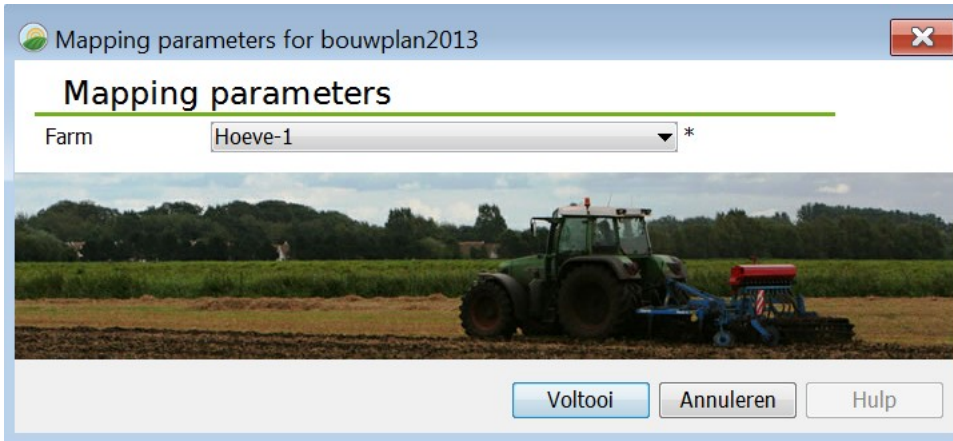 Mapping parameters for bouwplan2013
Mapping parameters
Farm Hoeve-1 *
Voltooi Annuleren Hulp